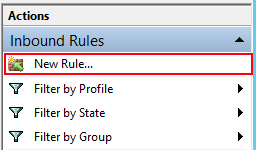 Actions
Inbound Rules
New Rule...
Filter by Profile
Filter by State
Filter by Group